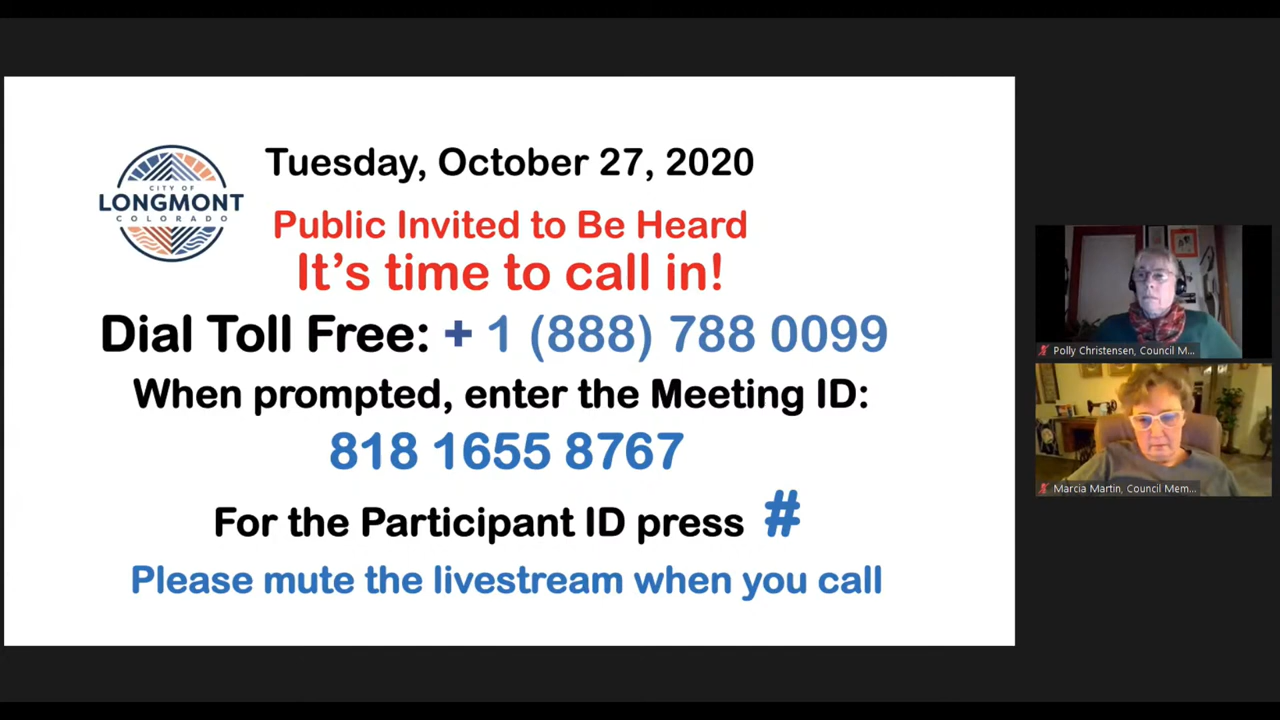 Tuesday, October 27, 2020
CITY OF
LONGMONT
COLORADO
Public Invited to Be Heard
It's time to call in!
Dial Toll Free: + 1 (888) 788 0099
When prompted, enter the Meeting ID:
818 1655 8767
For the Participant ID press #
Please mute the livestream when you call
Polly Christensen, Council M...
Marcia Martin, Council Mem...